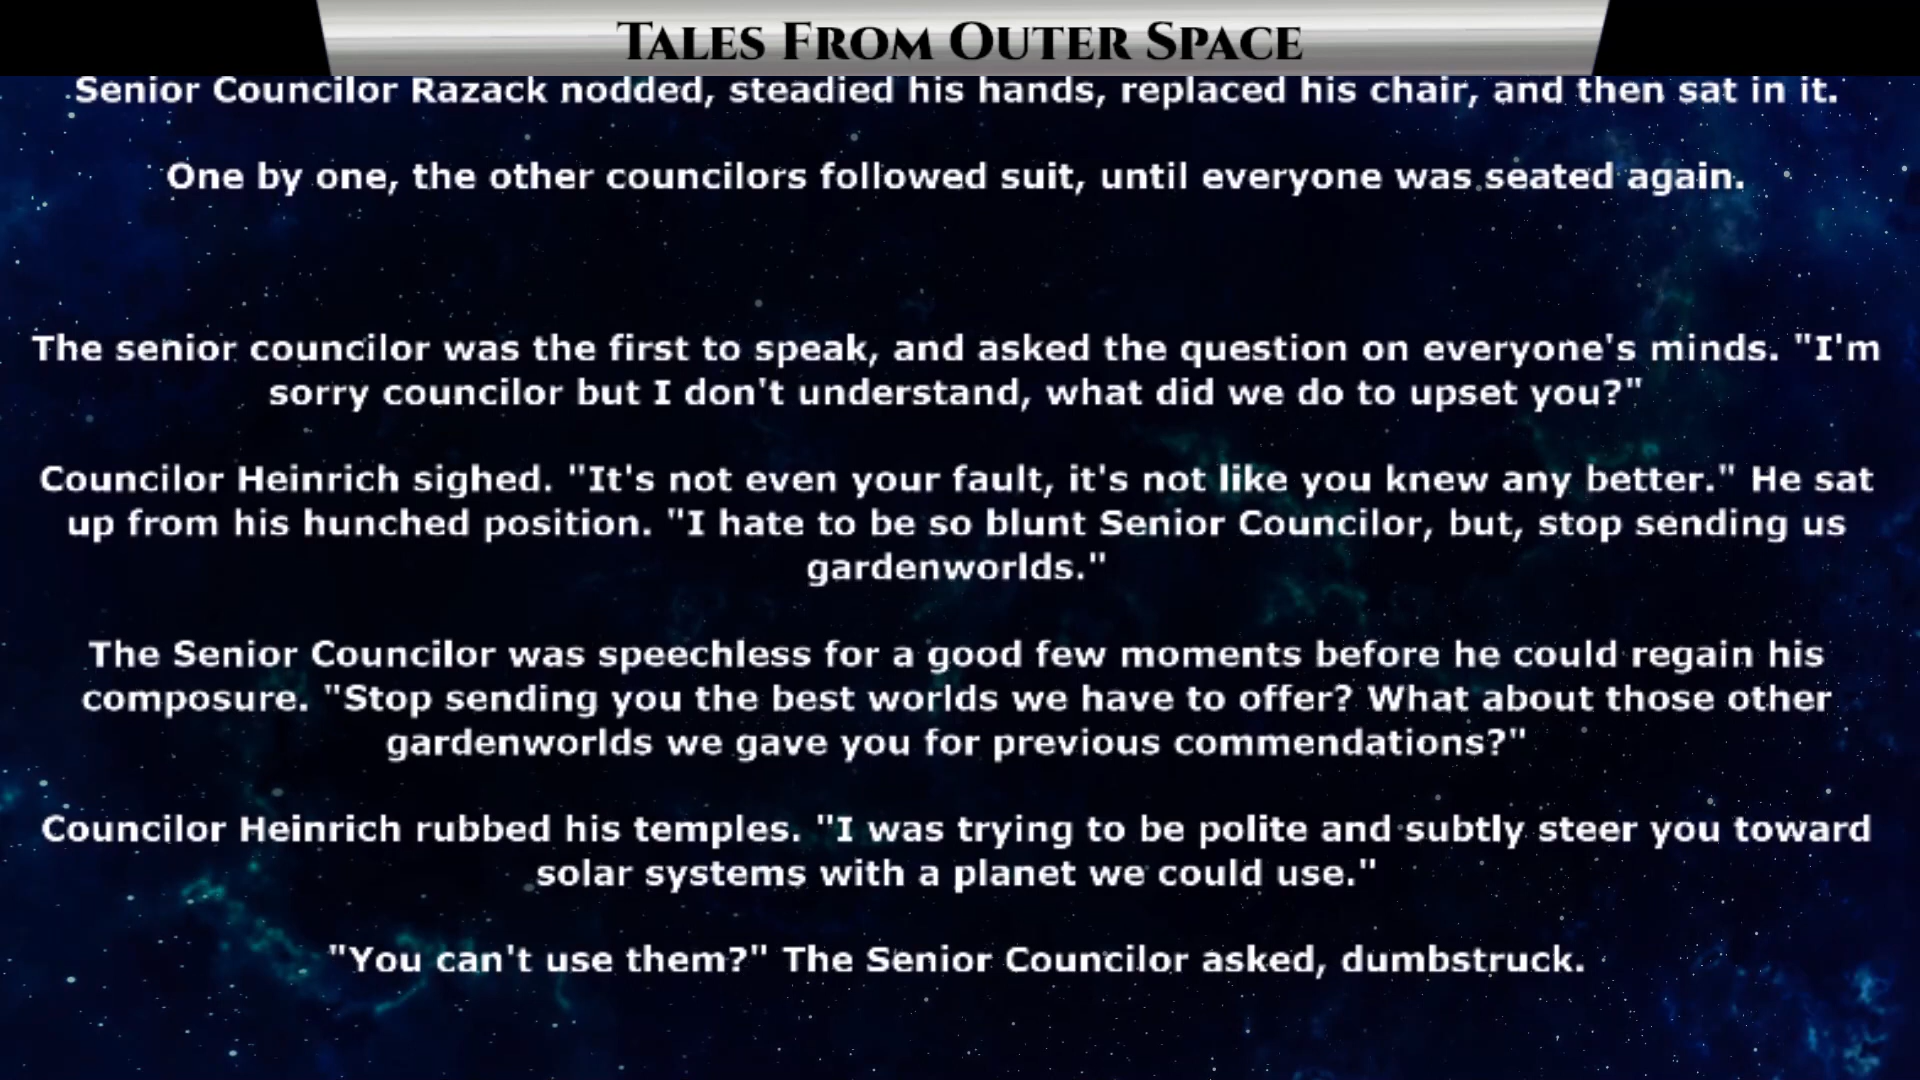 Tales From Outer Space
Senior Councilor Razack nodded, steadied his hands, replaced his chair, and then sat in it.
One by one, the other councilors followed suit, until everyone was seated again.
The senior councilor was the first to speak, and asked the question on everyone's minds. "I'm
sorry councilor but I don't understand, what did we do to upset you?"
Councilor Heinrich sighed. "It's not even your fault, it's not like you knew any better." He sat
up from his hunched position. "I hate to be so blunt Senior Councilor, but, stop sending us
gardenworlds."
The Senior Councilor was speechless for a good few moments before he could regain his
composure. "Stop sending you the best worlds we have to offer? What about those other
gardenworlds we gave you for previous commendations?"
Councilor Heinrich rubbed his temples. "I was trying to be polite and subtly steer you toward
solar systems with a planet we could use."
"You can't use them?" The Senior Councilor asked, dumbstruck.